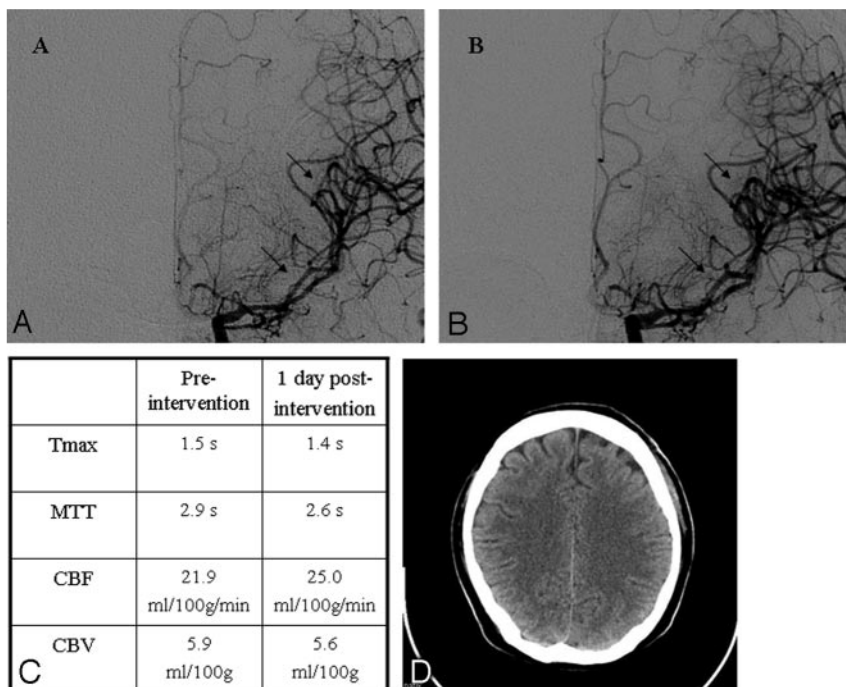 A
B
A
B
Pre-intervention
1 day post-intervention
Tmax
1.5 s
1.4 s
MTT
2.9 s
2.6 s
CBF
21.9 ml/100g/min
25.0 ml/100g/min
CBV
5.9 ml/100g
5.6 ml/100g
C
D